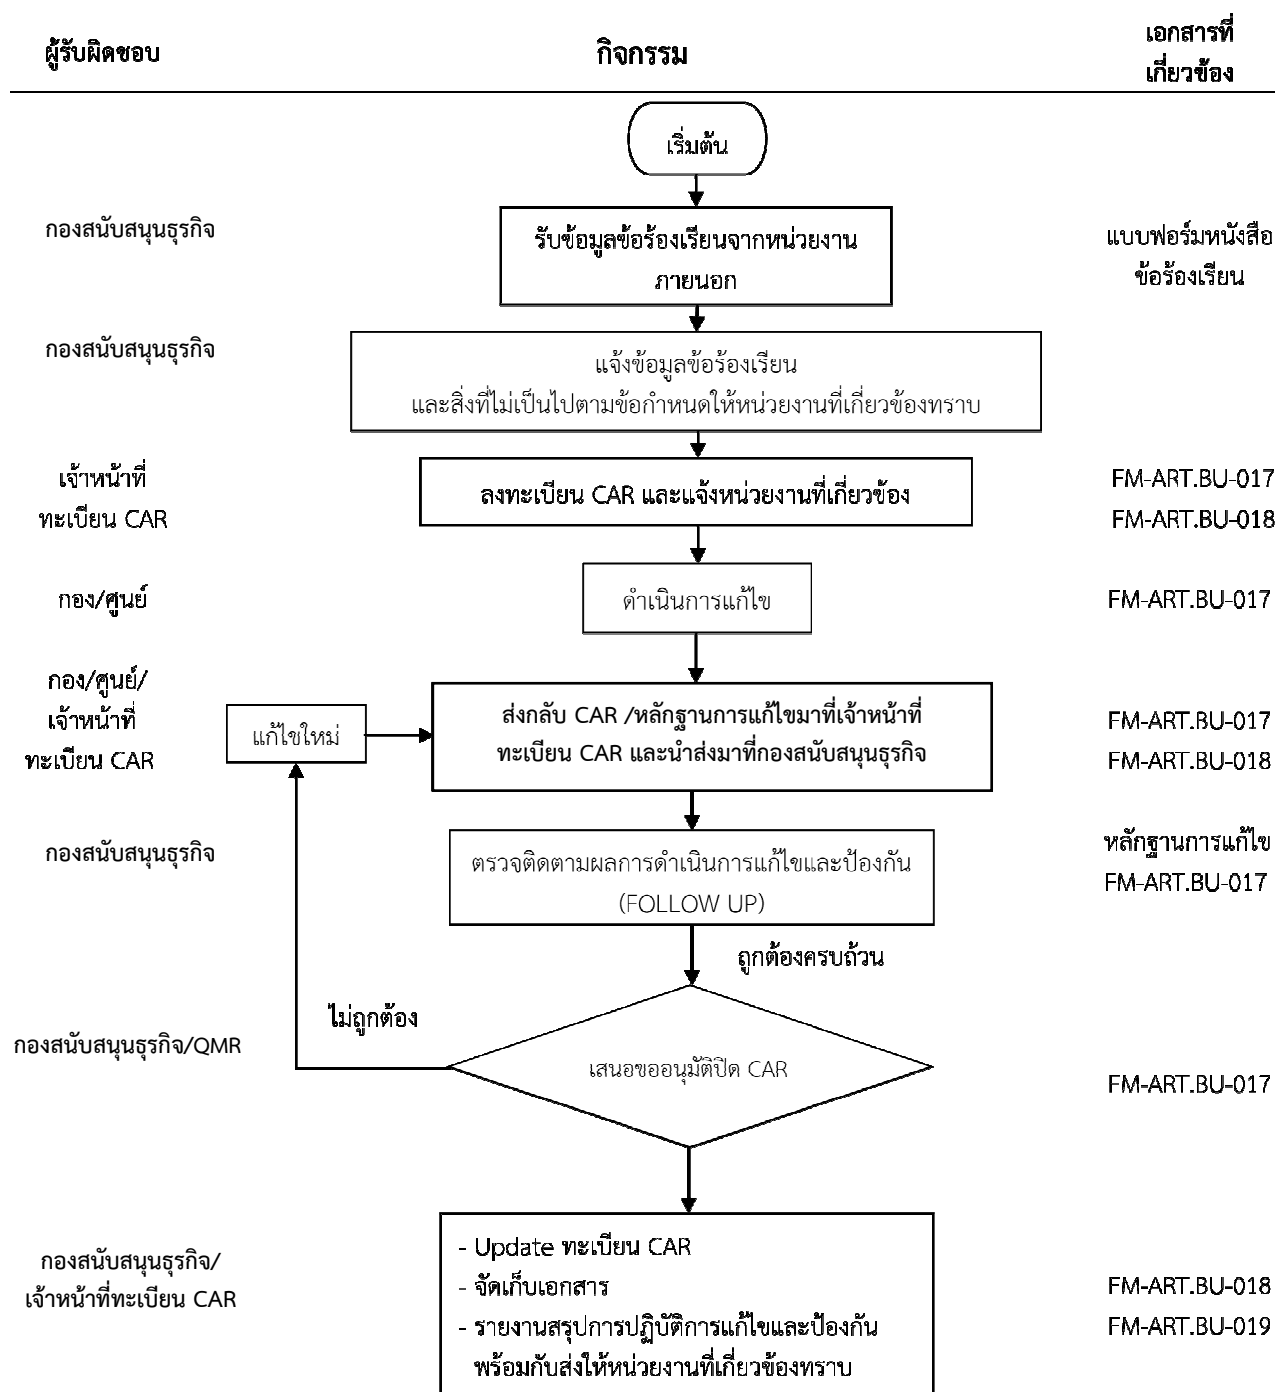 ผู้รับผิดชอบ
กิจกรรม
เอกสารที่
เกี่ยวข้อง
เริ่มต้น
กองสนับสนุนธุรกิจ
รับข้อมูลข้อร้องเรียนจากหน่วยงาน
ภายนอก
แบบฟอร์มหนังสือ
ข้อร้องเรียน
กองสนับสนุนธุรกิจ
แจ้งข้อมูลข้อร้องเรียน
และสิ่งที่ไม่เป็นไปตามข้อกำหนดให้หน่วยงานที่เกี่ยวข้องทราบ
เจ้าหน้าที่
ทะเบียน CAR
ลงทะเบียน CAR และแจ้งหน่วยงานที่เกี่ยวข้อง
FM-ART.BU-017
FM-ART.BU-018
กอง/ศูนย์
ดำเนินการแก้ไข
FM-ART.BU-017
กอง/ศูนย์/
เจ้าหน้าที่
ทะเบียน CAR
แก้ไขใหม่
ส่งกลับ CAR /หลักฐานการแก้ไขมาที่เจ้าหน้าที่
ทะเบียน CAR และนำส่งมาที่กองสนับสนุนธุรกิจ
FM-ART.BU-017
FM-ART.BU-018
กองสนับสนุนธุรกิจ
ตรวจติดตามผลการดำเนินการแก้ไขและป้องกัน
(FOLLOW UP)
หลักฐานการแก้ไข
FM-ART.BU-017
ถูกต้องครบถ้วน
ไม่ถูกต้อง
กองสนับสนุนธุรกิจ/QMR
เสนอขออนุมัติปิด CAR
FM-ART.BU-017
กองสนับสนุนธุรกิจ/
เจ้าหน้าที่ทะเบียน CAR
- Update ทะเบียน CAR
- จัดเก็บเอกสาร
- รายงานสรุปการปฏิบัติการแก้ไขและป้องกัน
พร้อมกับส่งให้หน่วยงานที่เกี่ยวข้องทราบ
FM-ART.BU-018
FM-ART.BU-019